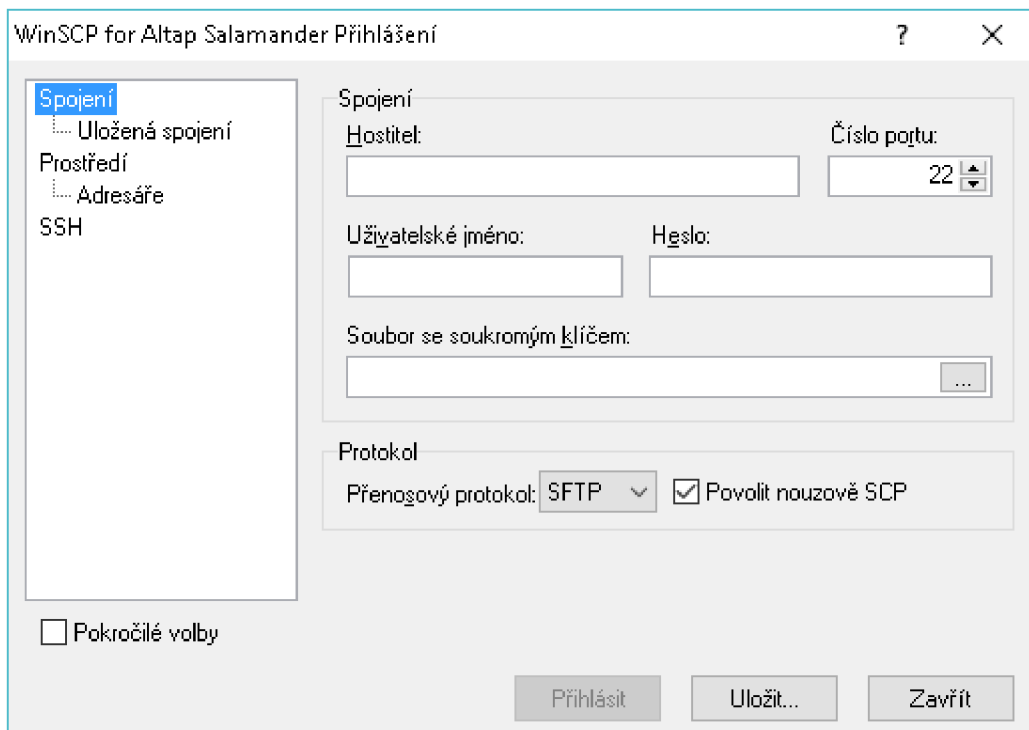 WinSCP for Altap Salamander Přihlášení
Spojení
Uložená spojení
Prostředí
Adresáře
SSH
Spojení
Hostitel:
Číslo portu:
22
Uživatelské jméno:
Heslo:
Soubor se soukromým klíčem:
...
Protokol
Přenosový protokol: SFTP
Povolit nouzově SCP
Pokročilé volby
Přihlásit
Uložit...
Zavřít